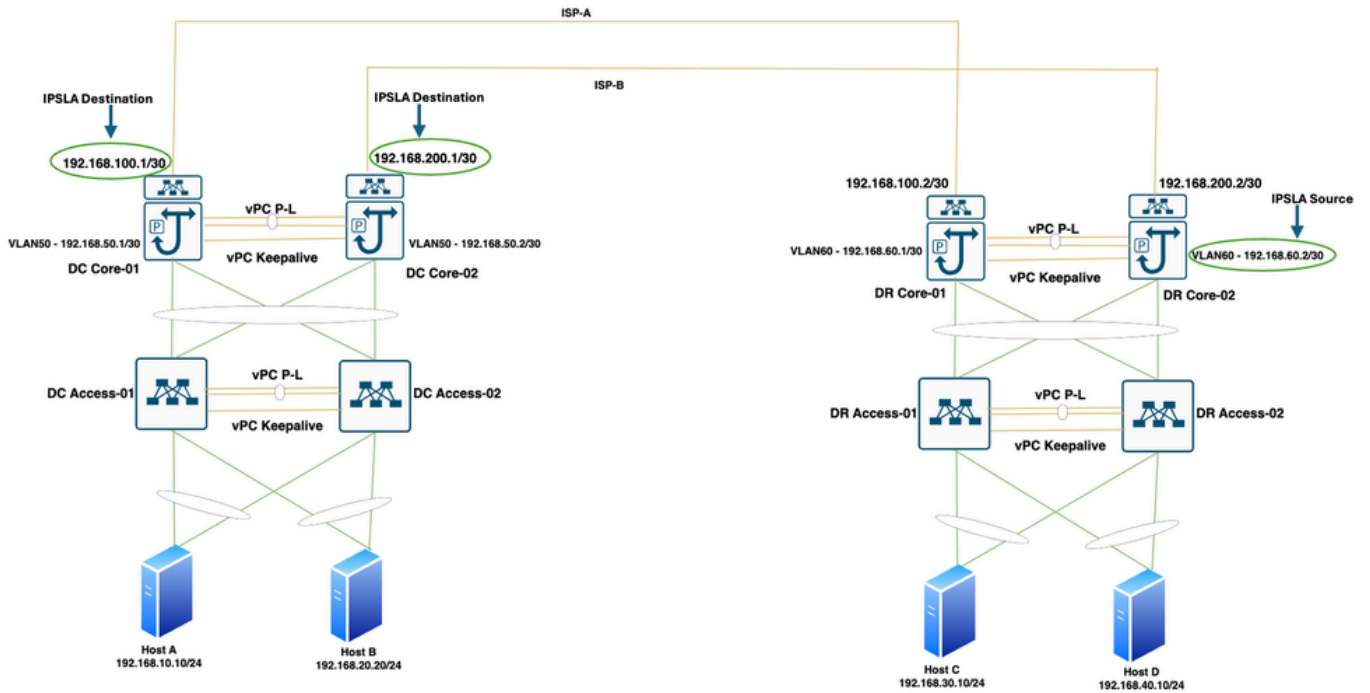 ISP-A
ISP-B
IPSLA Destination
IPSLA Destination
192.168.100.1/30
192.168.200.1/30
192.168.100.2/30
192.168.200.2/30
IPSLA Source
vPC P-L
P
P
VLAN50 - 192.168.50.1/30
VLAN50 - 192.168.50.2/30
vPC Keepalive
DC Core-01
DC Core-02
vPC P-L
P
P
VLAN60 - 192.168.60.1/30
VLAN60 - 192.168.60.2/30
vPC Keepalive
DR Core-01
DR Core-02
vPC P-L
DC Access-01
DC Access-02
vPC Keepalive
vPC P-L
DR Access-01
DR Access-02
vPC Keepalive
Host A
192.168.10.10/24
Host B
192.168.20.20/24
Host C
192.168.30.10/24
Host D
192.168.40.10/24